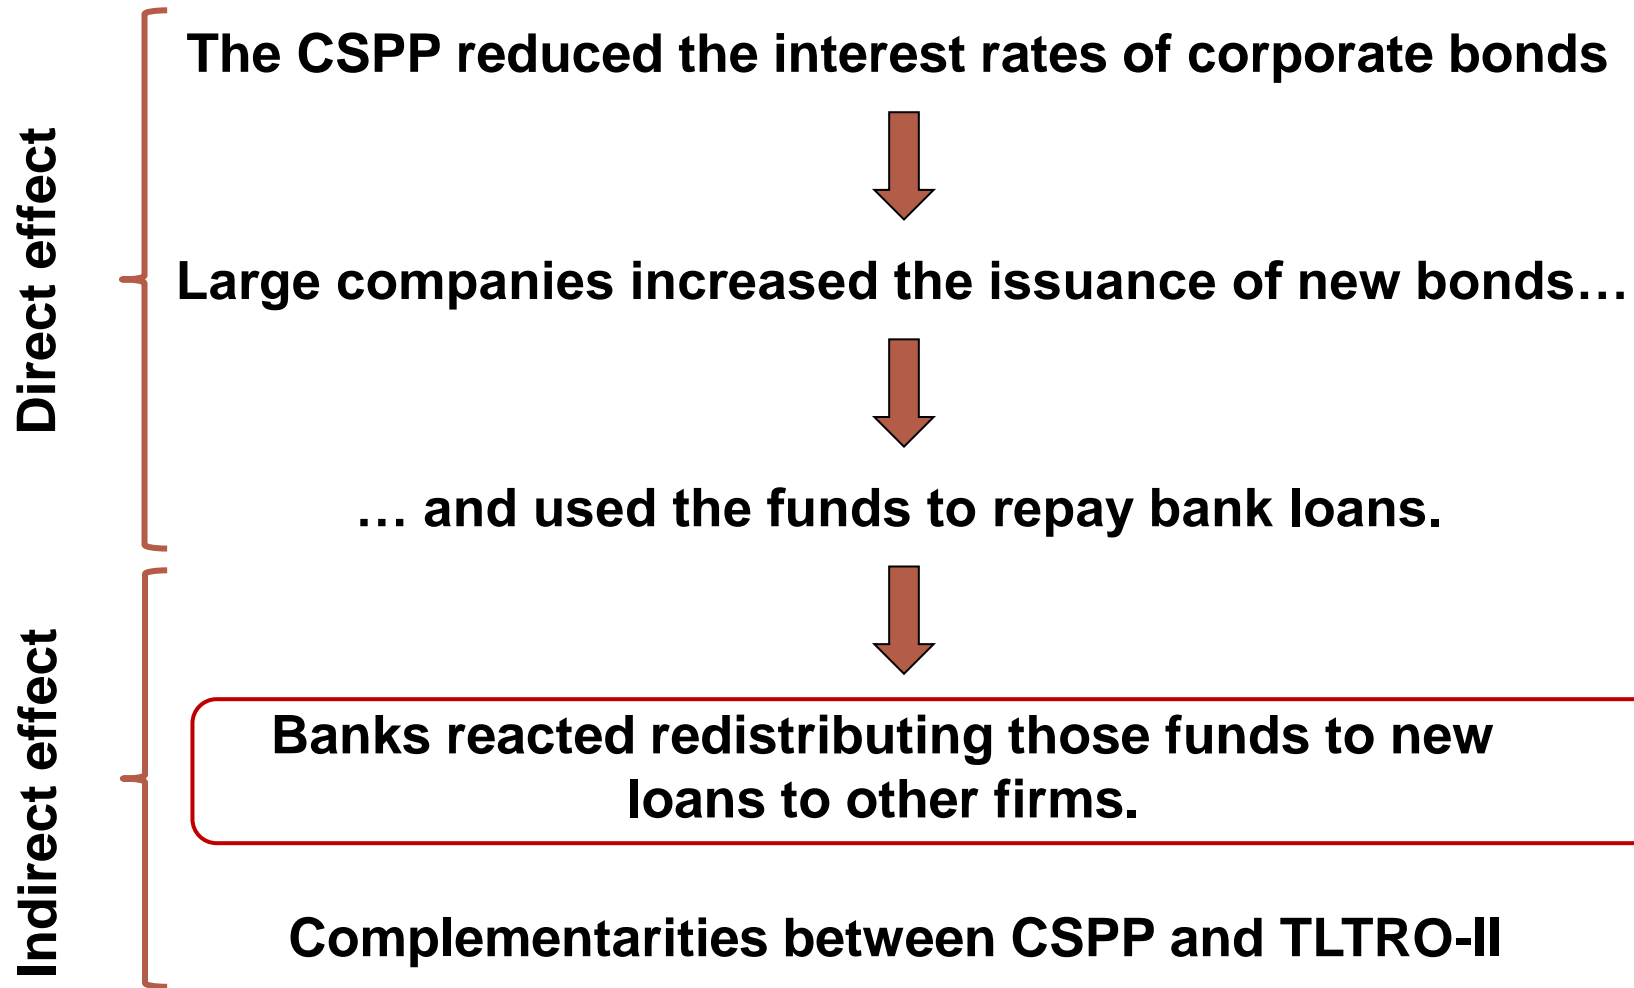 Direct effect
The CSPP reduced the interest rates of corporate bonds
Large companies increased the issuance of new bonds…
… and used the funds to repay bank loans.
Indirect effect
Banks reacted redistributing those funds to new
loans to other firms.
Complementarities between CSPP and TLTRO-II